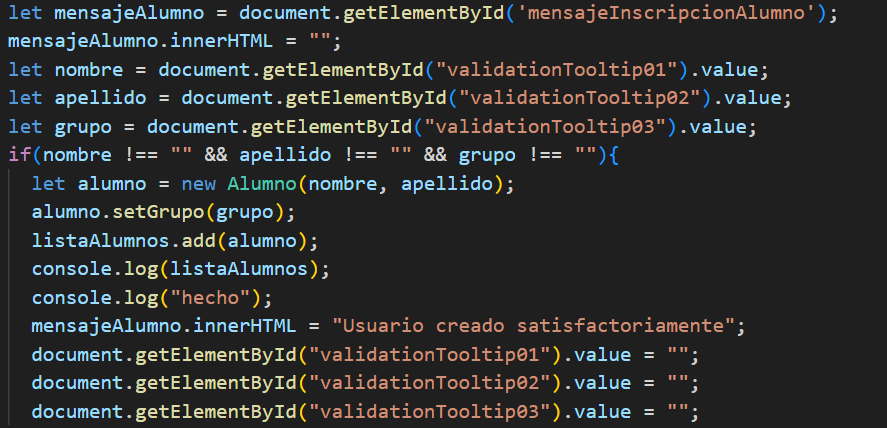 let mensajeAlumno = document.getElementById('mensajeInscripcionAlumno');
mensajeAlumno.innerHTML = "";
let nombre = document.getElementById("validationTooltip01").value;
let apellido = document.getElementById("validationTooltip02").value;
let grupo = document.getElementById("validationTooltip03").value;
if(nombre !== "" && apellido !== "" && grupo !== ""){
  let alumno = new Alumno(nombre, apellido);
  alumno.setGrupo(grupo);
  listaAlumnos.add(alumno);
  console.log(listaAlumnos);
  console.log("hecho");
  mensajeAlumno.innerHTML = "Usuario creado satisfactoriamente";
  document.getElementById("validationTooltip01").value = "";
  document.getElementById("validationTooltip02").value = "";
  document.getElementById("validationTooltip03").value = "";